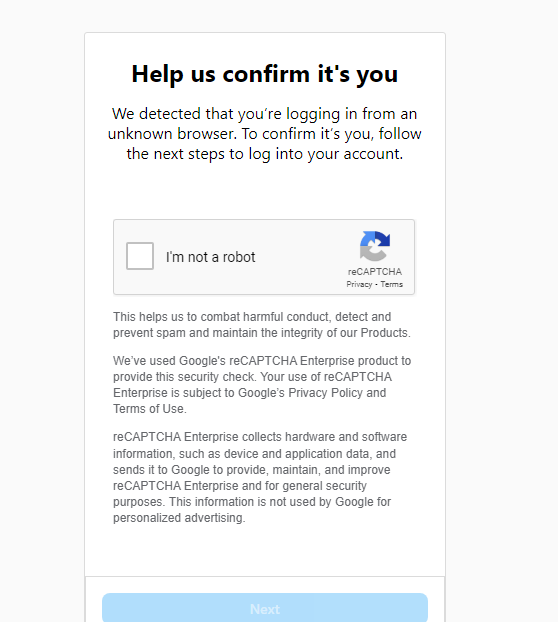 Help us confirm it's you
We detected that you’re logging in from an
unknown browser. To confirm it’s you, follow
the next steps to log into your account.
I'm not a robot
reCAPTCHA
Privacy - Terms
This helps us to combat harmful conduct, detect and
prevent spam and maintain the integrity of our Products.
We’ve used Google's reCAPTCHA Enterprise product to
provide this security check. Your use of reCAPTCHA
Enterprise is subject to Google’s Privacy Policy and
Terms of Use.
reCAPTCHA Enterprise collects hardware and software
information, such as device and application data, and
sends it to Google to provide, maintain, and improve
reCAPTCHA Enterprise and for general security
purposes. This information is not used by Google for
personalized advertising.
Next